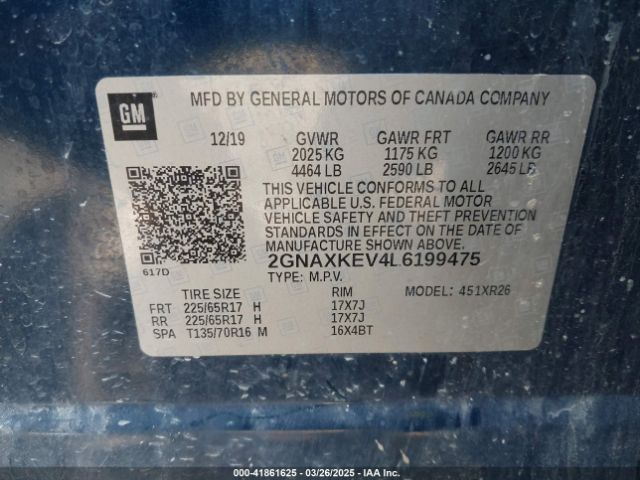 GM
®
MFD BY GENERAL MOTORS OF CANADA COMPANY
12/19 GVWR GAWR FRT GAWR RR
2025 KG 1175 KG 1200 KG
4464 LB 2590 LB 2645 LB
THIS VEHICLE CONFORMS TO ALL
APPLICABLE U.S. FEDERAL MOTOR
VEHICLE SAFETY AND THEFT PREVENTION
STANDARDS IN EFFECT ON THE DATE OF
MANUFACTURE SHOWN ABOVE.
2GNAXKEV4L6199475
617D
TYPE: M.P.V.
TIRE SIZE RIM MODEL: 451XR26
FRT 225/65R17 H 17X7J
RR 225/65R17 H 17X7J
SPA T135/70R16 M 16X4BT
000-41861625 - 03/26/2025 - IAA Inc.